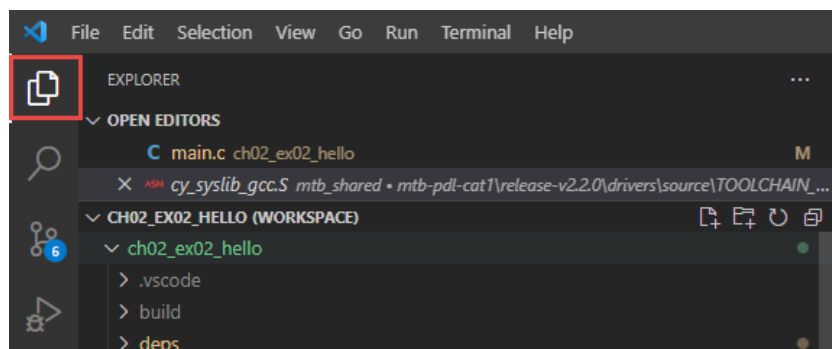 File Edit Selection View Go Run Terminal Help
EXPLORER
OPEN EDITORS
C main.c ch02_ex02_hello M
ASM cy_syslib_gcc.S mtb_shared • mtb-pdl-cat1\release-v2.2.0\drivers\source\TOOLCHAIN_...
CH02_EX02_HELLO (WORKSPACE)
6
ch02_ex02_hello
.vscode
build
deps